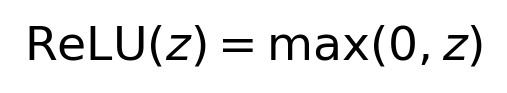 ReLU(z) = max(0, z)